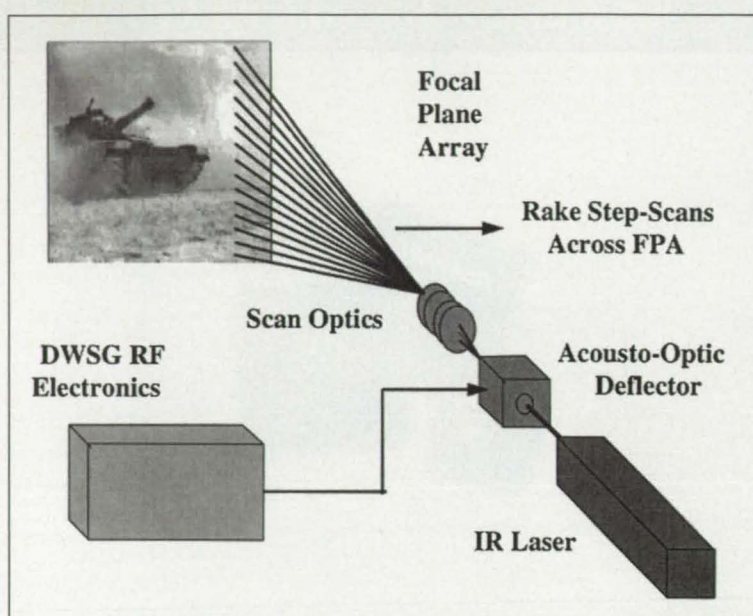 Focal
Plane
Array
Rake Step-Scans
Across FPA
Scan Optics
DWSG RF
Electronics
Acousto-Optic
Deflector
IR Laser